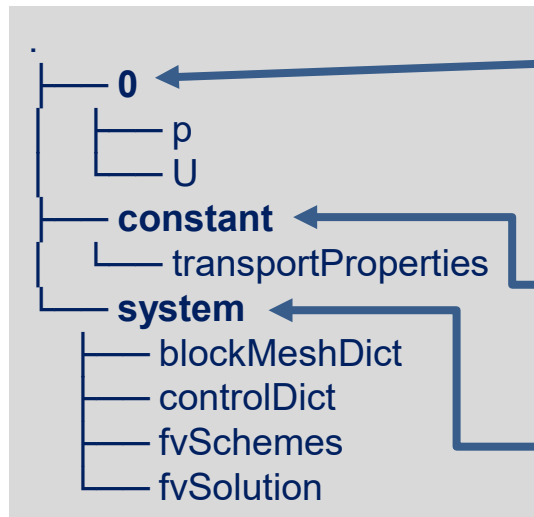 .
├── 0
│   ├── p
│   └── U
├── constant
│   └── transportProperties
└── system
    ├── blockMeshDict
    ├── controlDict
    ├── fvSchemes
    └── fvSolution